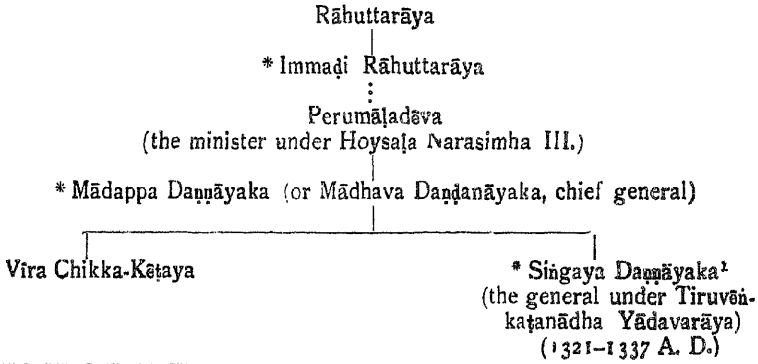 Rāhuttarāya
* Immaḍi Rāhuttarāya
Perumāḷadēva
(the minister under Hoysaḷa Narasimha III.)
* Mādappa Daṇṇāyaka (or Mādhava Daṇḍanāyaka, chief general)
Vīra Chikka-Kēṭaya
* Siṅgaya Daṇṇāyaka¹
(the general under Tiruvēṅ-
kaṭanādha Yādavarāya)
(1321–1337 A. D.)